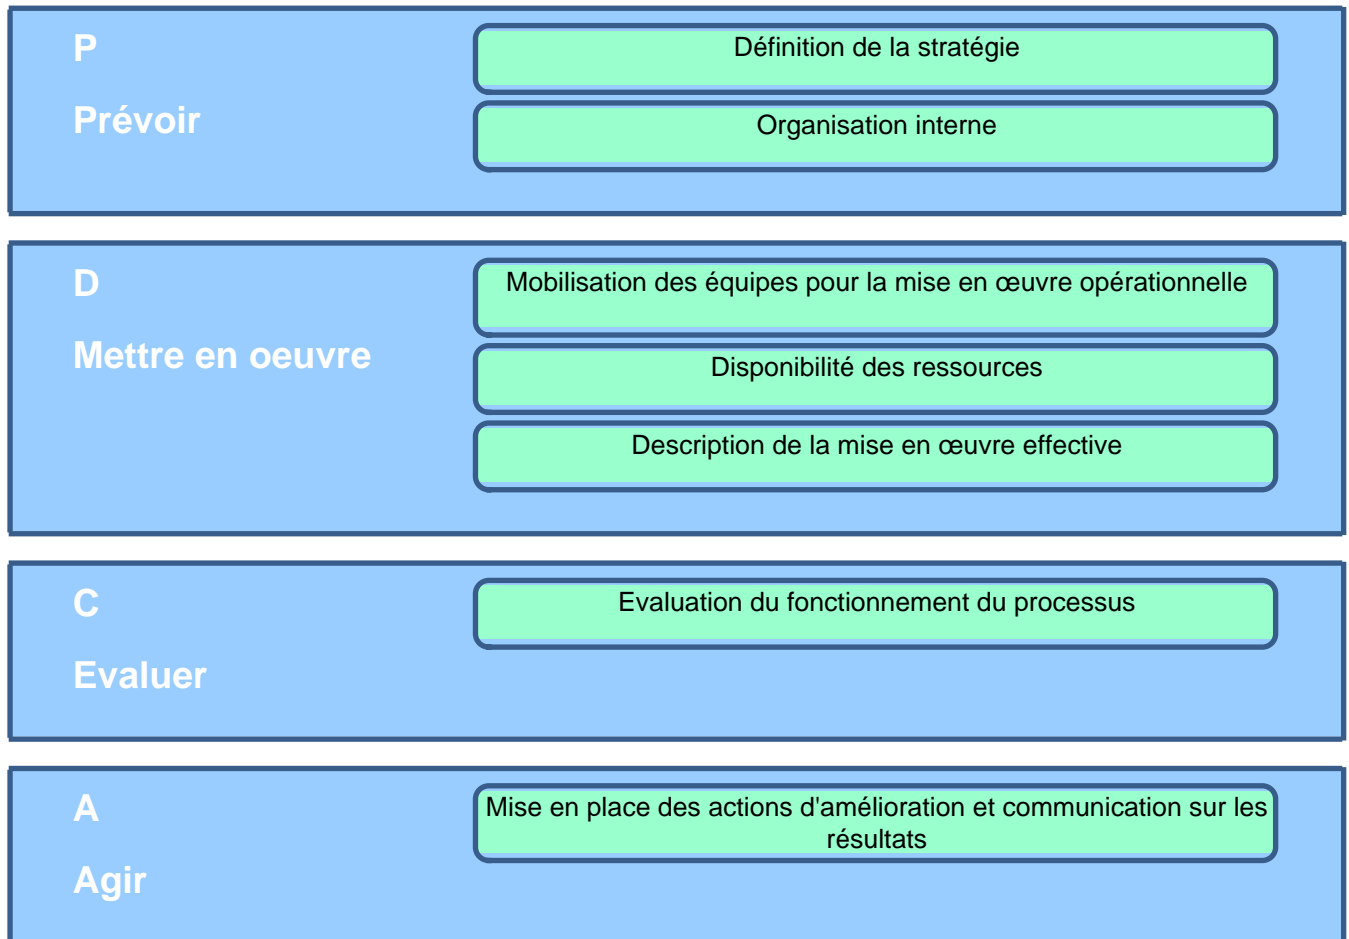 P
Prévoir
Définition de la stratégie
Organisation interne
D
Mettre en oeuvre
Mobilisation des équipes pour la mise en œuvre opérationnelle
Disponibilité des ressources
Description de la mise en œuvre effective
C
Evaluer
Evaluation du fonctionnement du processus
A
Agir
Mise en place des actions d'amélioration et communication sur les
résultats